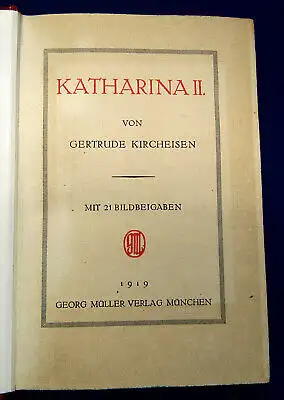 KATHARINA II.
VON
GERTRUDE KIRCHEISEN
MIT 21 BILDBEIGABEN
1919
GEORG MÜLLER VERLAG MÜNCHEN